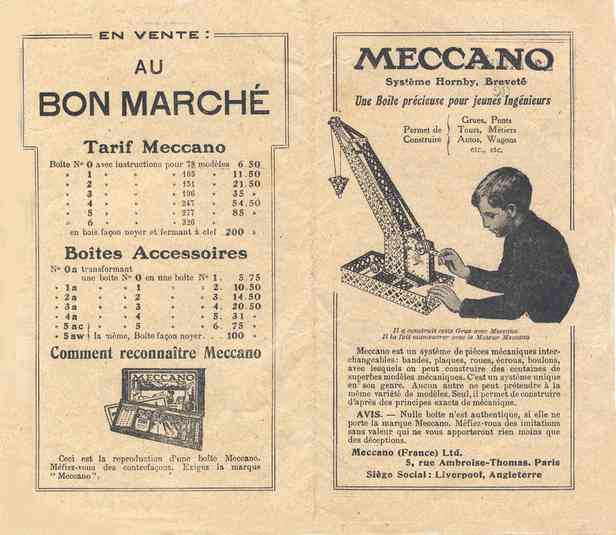 EN VENTE :
AU
BON MARCHÉ
Tarif Meccano
Boîte Nº 0 avec instructions pour 78 modèles 6.50
» 1 » » » 105 » 11.50
» 2 » » » 151 » 21.50
» 3 » » » 196 » 35 »
» 4 » » » 247 » 54.50
» 5 » » » 277 » 85 »
» 6 » » » 326 »
en bois façon noyer et fermant à clef 200 »
Boîtes Accessoires
Nº 0a transformant
une boîte Nº 0 en une boîte Nº 1. 5.75
» 1a » » 1 » » 2. 10.50
» 2a » » 2 » » 3. 14.50
» 3a » » 3 » » 4. 20.50
» 4a » » 4 » » 5. 31 »
» 5ac » » 5 » » 6. 75 »
» 5aw la même, Boîte façon noyer. . 100 »
Comment reconnaître Meccano
MECCANO
Ceci est la reproduction d'une boîte Meccano.
Méfiez-vous des contrefaçons. Exigez la marque
"Meccano".
MECCANO
Système Hornby, Breveté
Une Boîte précieuse pour jeunes Ingénieurs
Permet de Construire
Grues, Ponts
Tours, Métiers
Autos, Wagons
etc., etc.
Il a construit cette Grue avec Meccano
Il la fait manœuvrer avec le Moteur Meccano
Meccano est un système de pièces mécaniques inter-
changeables : bandes, plaques, roues, écrous, boulons,
avec lesquels on peut construire des centaines de
superbes modèles mécaniques. C'est un système unique
en son genre. Aucun autre ne peut prétendre à la
même variété de modèles. Seul, il permet de construire
d'après des principes exacts de mécanique.
AVIS. — Nulle boîte n'est authentique, si elle ne
porte la marque Meccano. Méfiez-vous des imitations
sans valeur qui ne vous apporteront rien moins que
des déceptions.
Meccano (France) Ltd.
5, rue Ambroise-Thomas. Paris
Siège Social : Liverpool, Angleterre